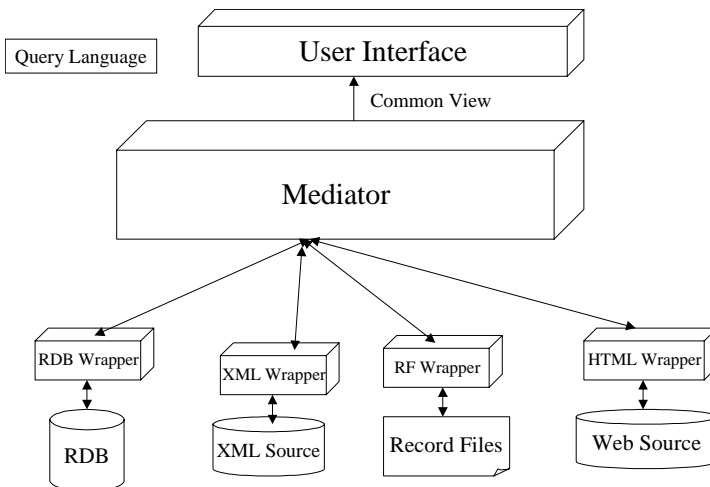 User Interface
Query Language
Common View
Mediator
RDB Wrapper
XML Wrapper
RF Wrapper
HTML Wrapper
RDB
XML Source
Record Files
Web Source